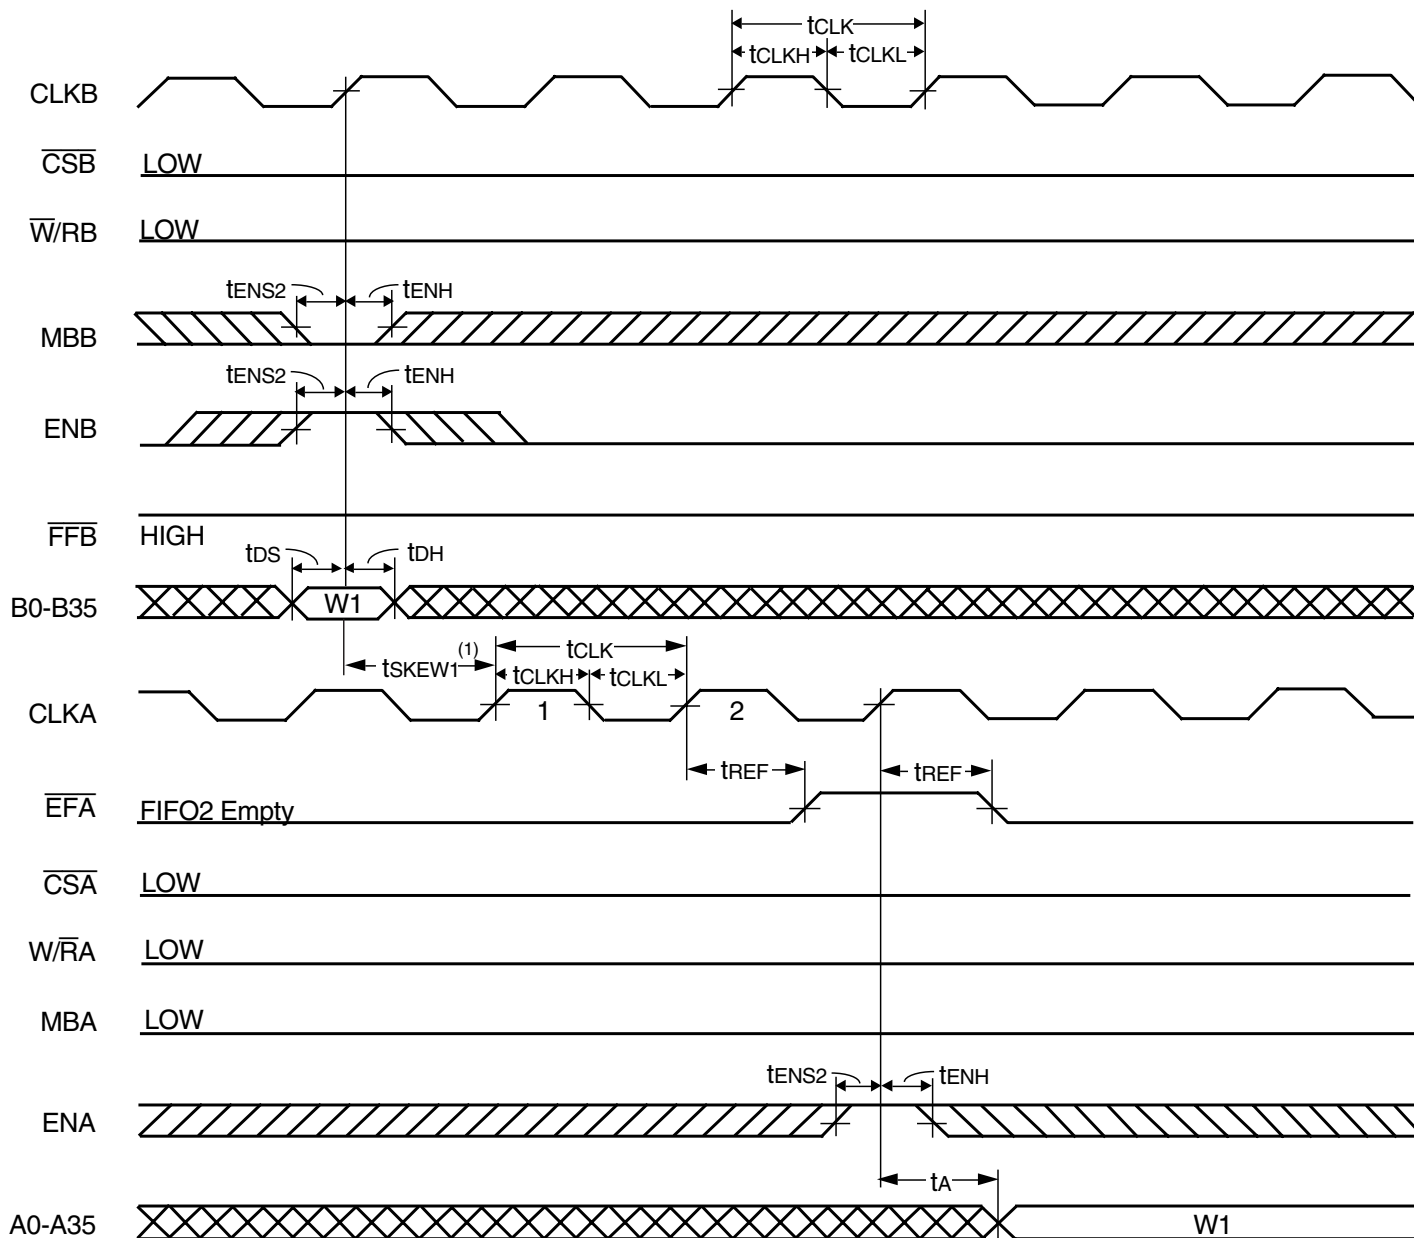 tCLK
tCLKH tCLKL
CLKB
CSB LOW
W/RB LOW
tENS2 tENH
MBB
tENS2 tENH
ENB
FFB HIGH
tDS tDH
B0-B35 W1
tSKEW1 (1) tCLK
tCLKH tCLKL
CLKA 1 2
tREF tREF
EFA FIFO2 Empty
CSA LOW
W/RA LOW
MBA LOW
tENS2 tENH
ENA
tA
A0-A35 W1